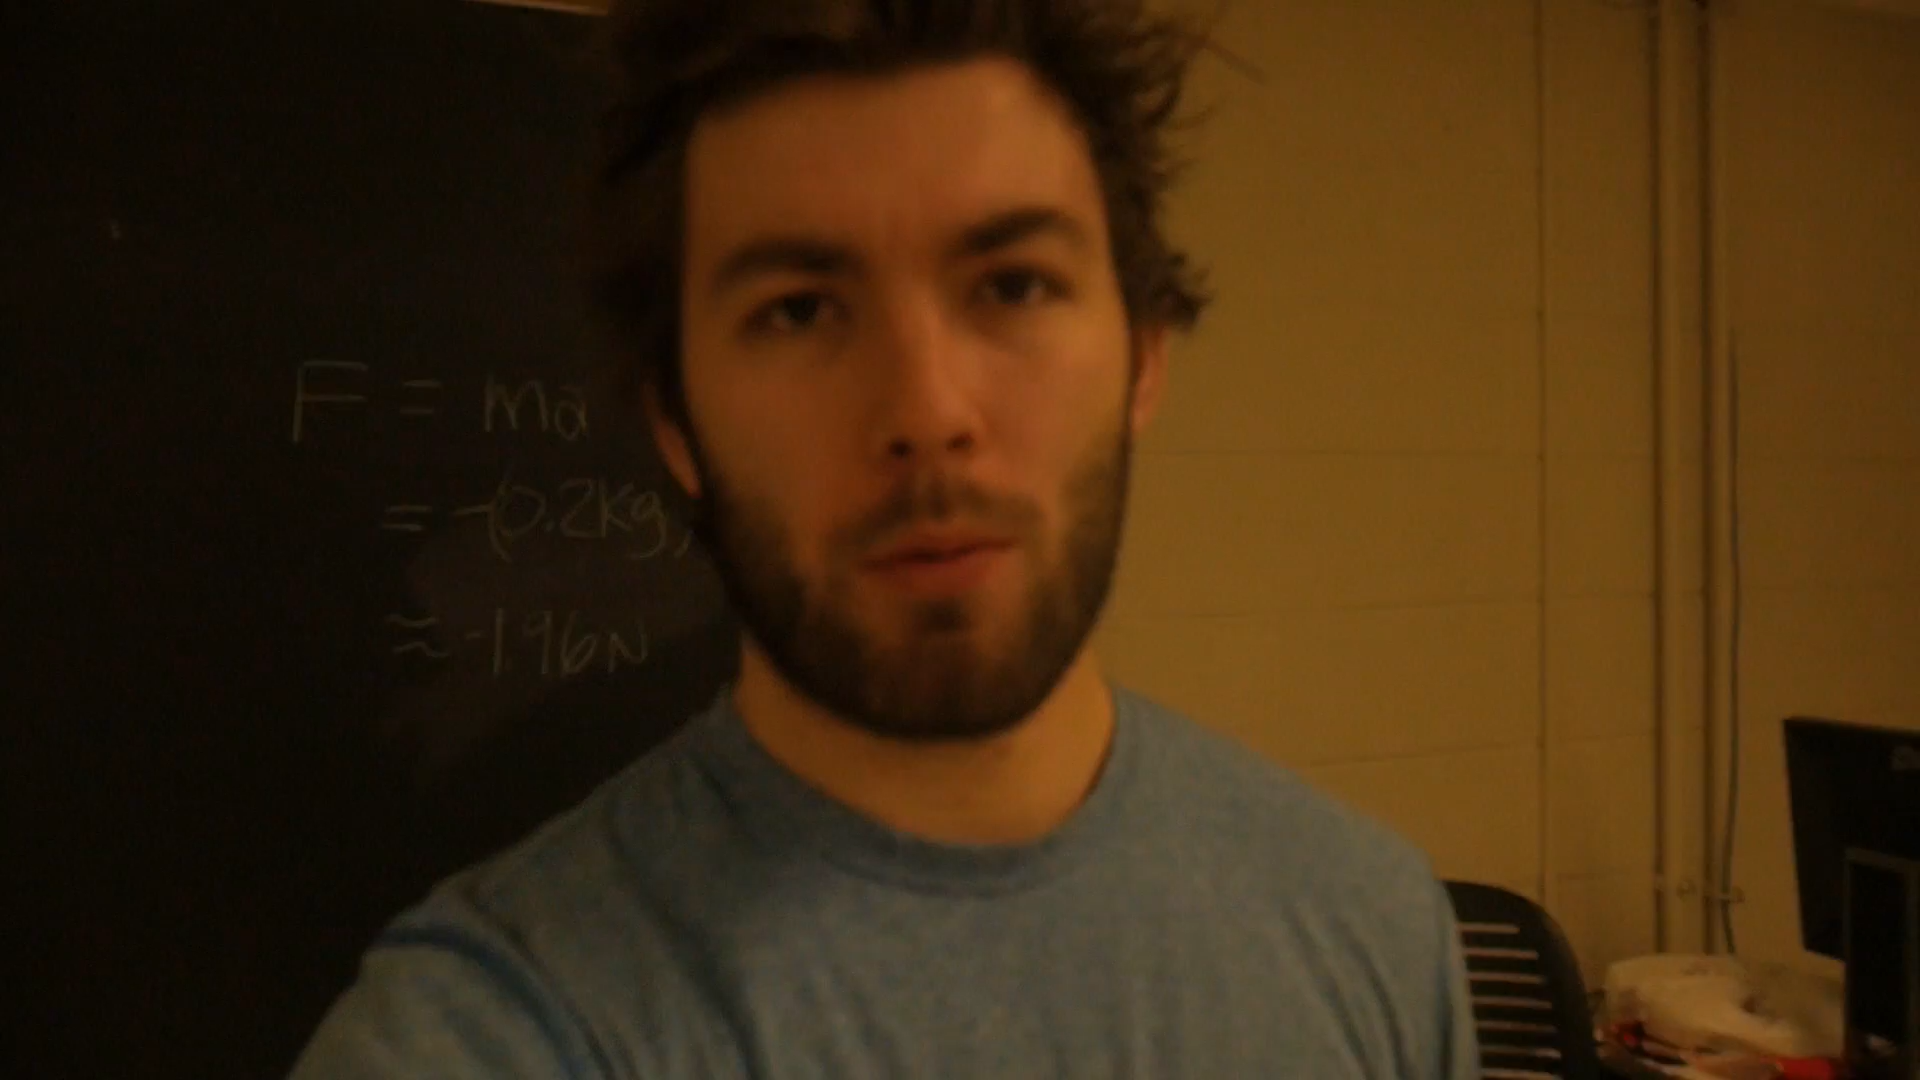 F = ma
= -(0.2kg)
≈ -1.96N